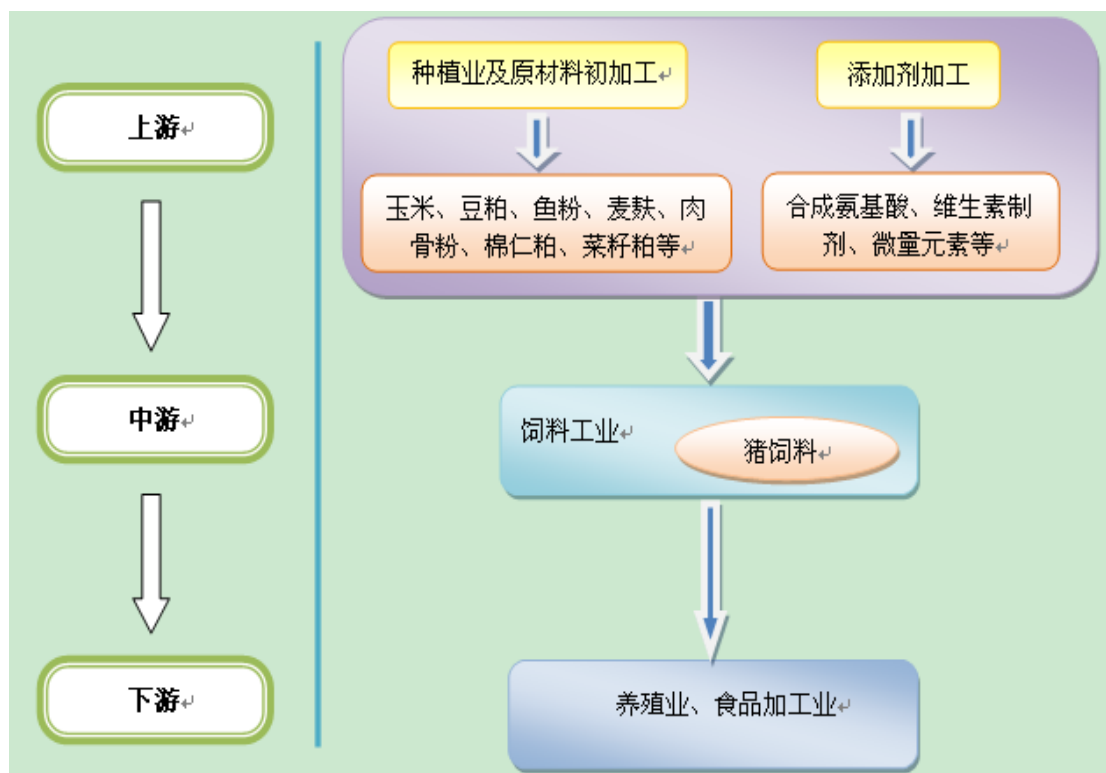 上游
种植业及原材料初加工
添加剂加工
玉米、豆粕、鱼粉、麦麸、肉
骨粉、棉仁粕、菜籽粕等
合成氨基酸、维生素制
剂、微量元素等
中游
饲料工业
猪饲料
下游
养殖业、食品加工业